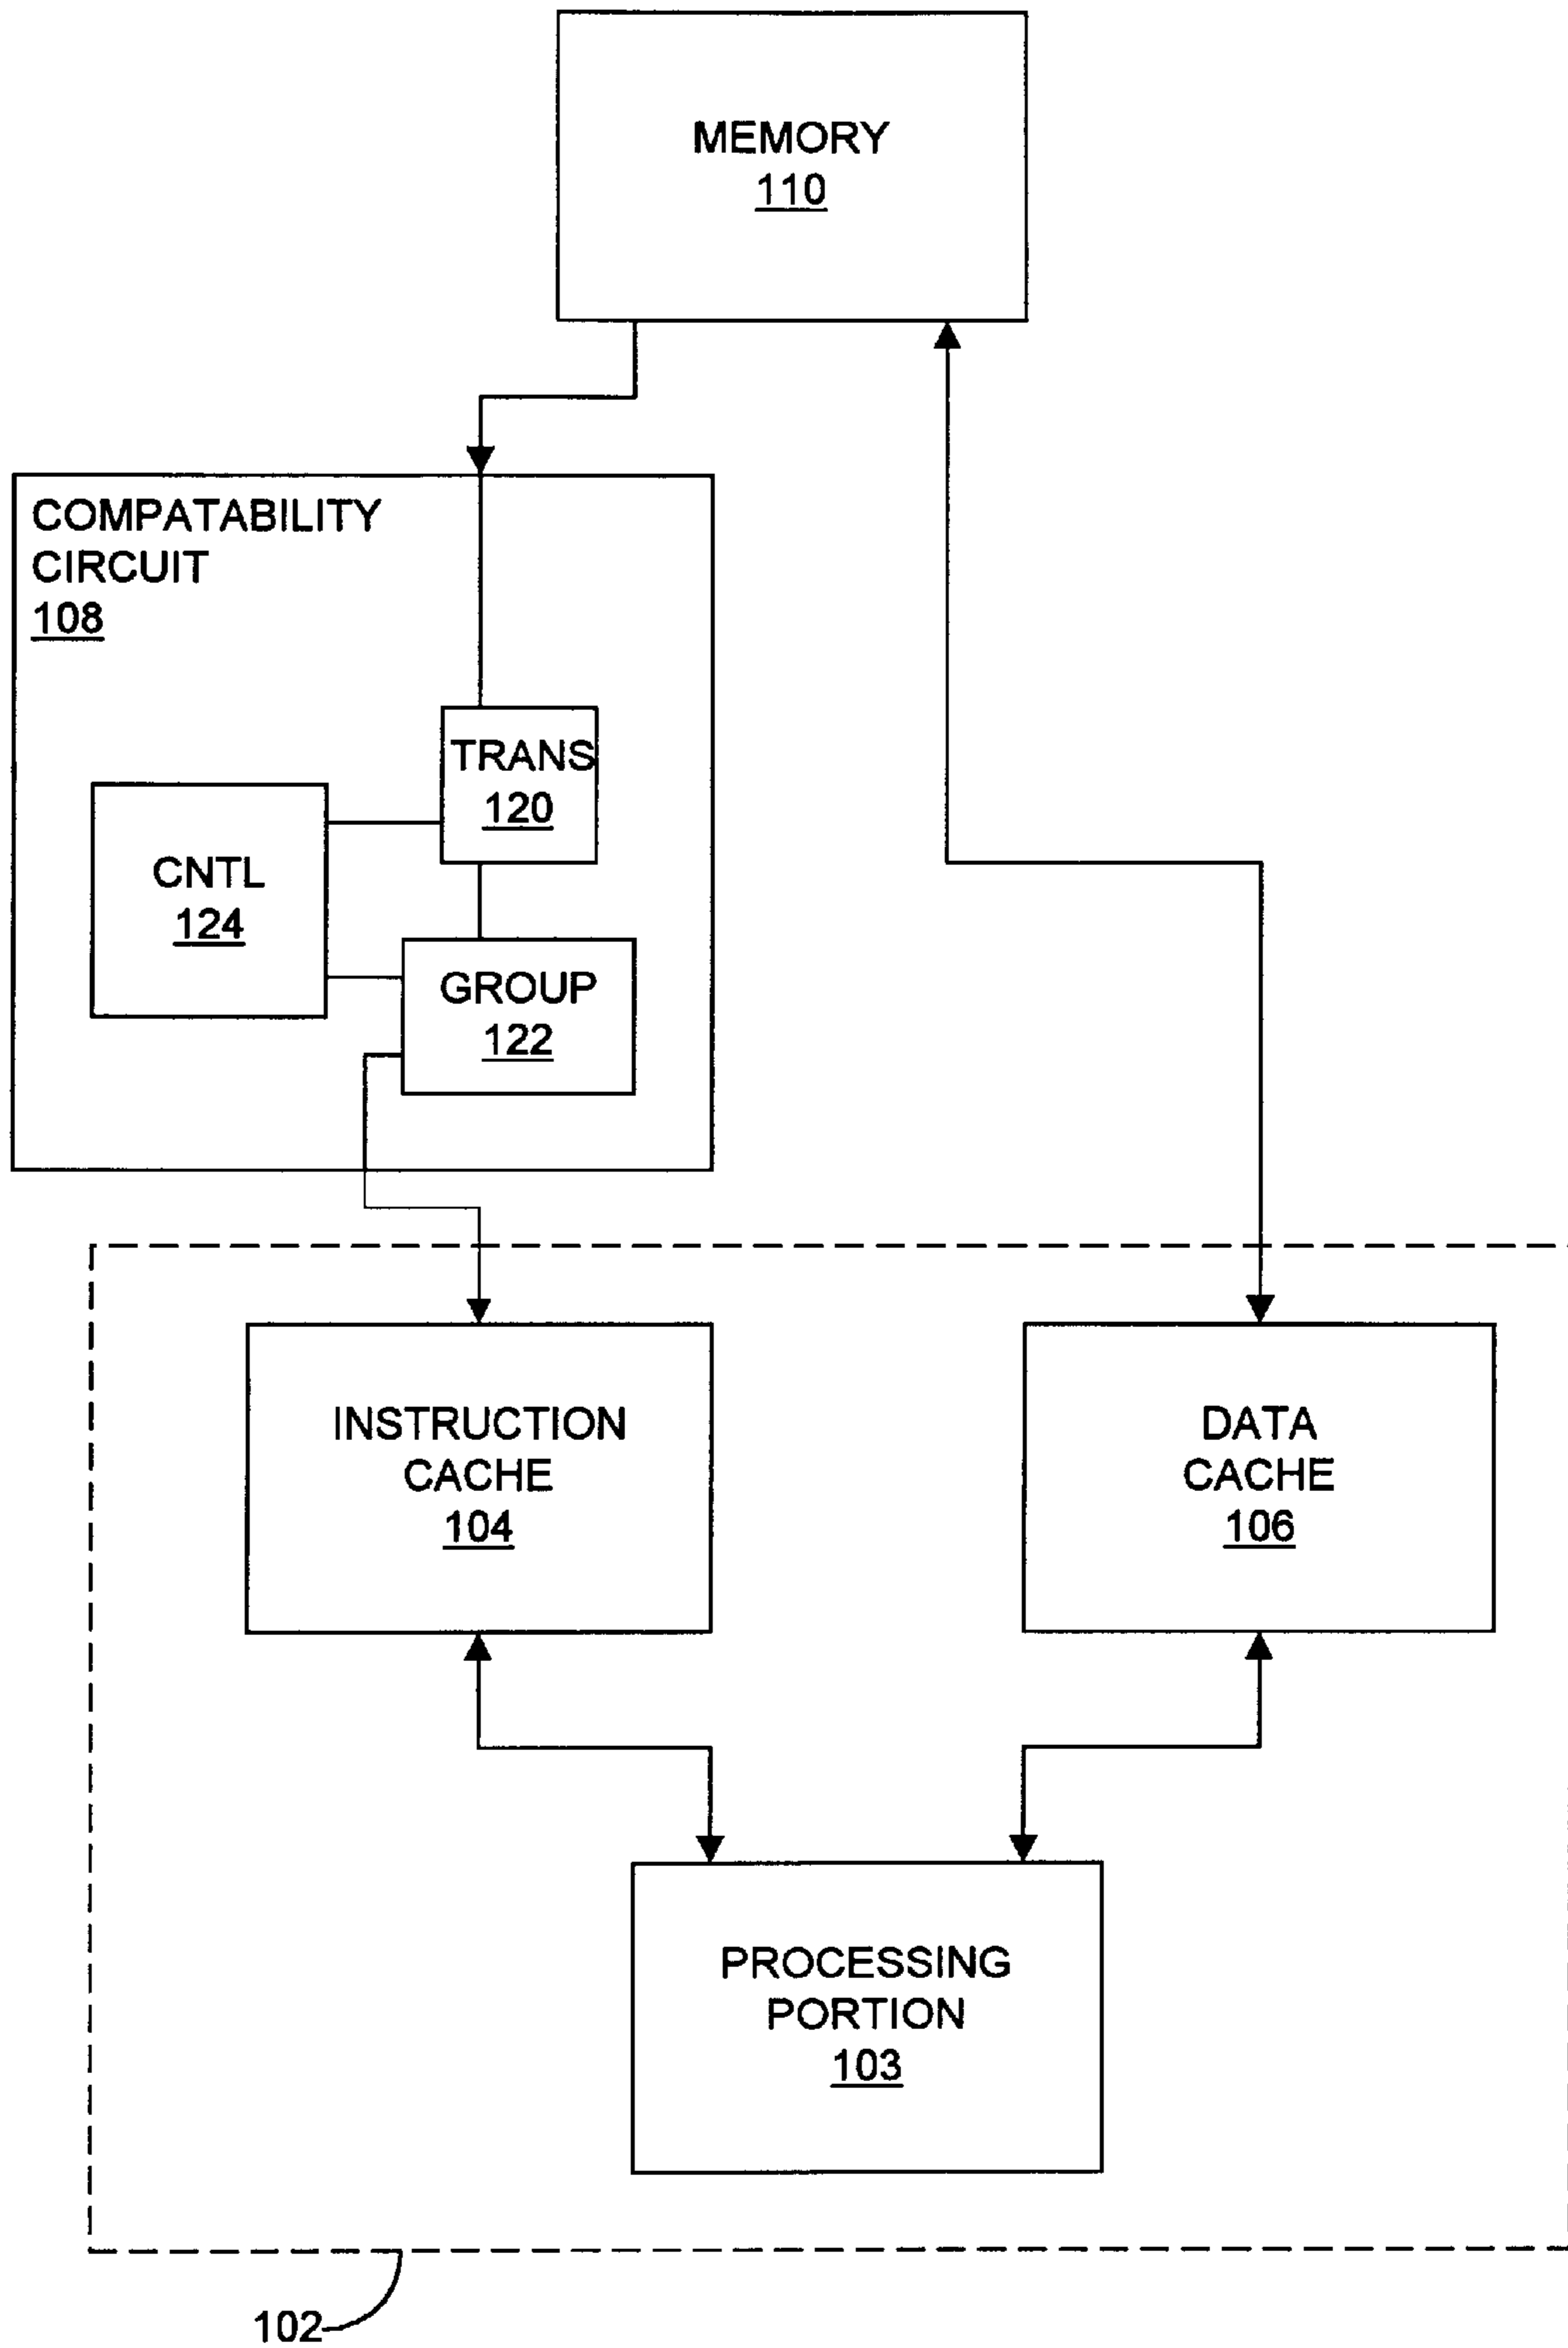 MEMORY
110
COMPATABILITY
CIRCUIT
108
TRANS
120
CNTL
124
GROUP
122
INSTRUCTION
CACHE
104
DATA
CACHE
106
PROCESSING
PORTION
103
102